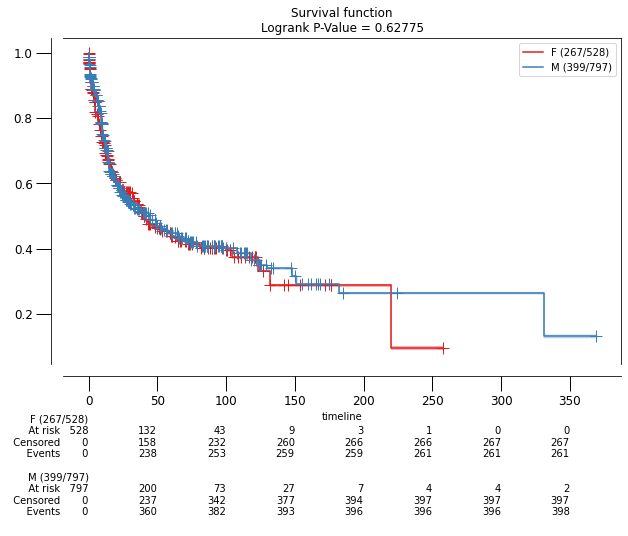 Survival function
Logrank P-Value = 0.62775
F (267/528)
M (399/797)
1.0
0.8
0.6
0.4
0.2
0 50 100 150 200 250 300 350
timeline
F (267/528)
At risk 528 132 43 9 3 1 0 0
Censored 0 158 232 260 266 266 267 267
Events 0 238 253 259 259 261 261 261
M (399/797)
At risk 797 200 73 27 7 4 4 2
Censored 0 237 342 377 394 397 397 397
Events 0 360 382 393 396 396 396 398